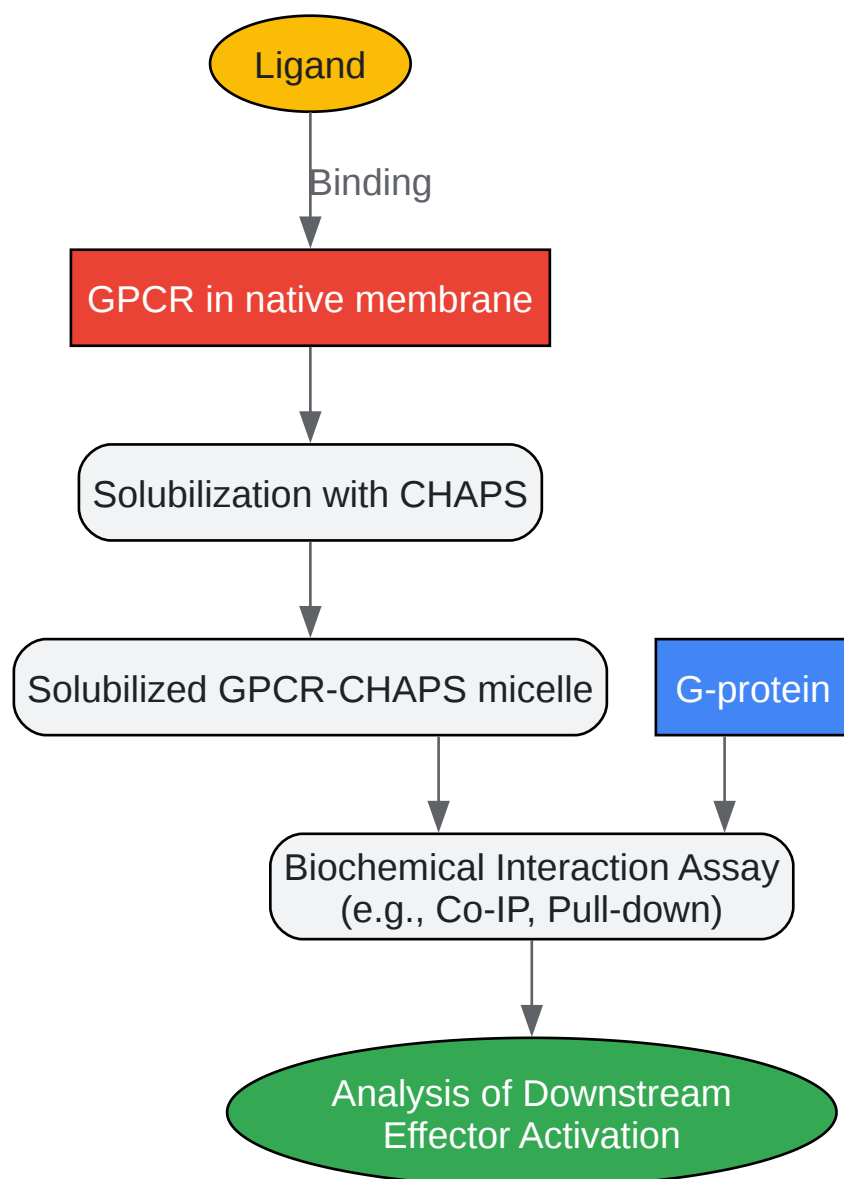 Ligand
Binding
GPCR in native membrane
Solubilization with CHAPS
Solubilized GPCR-CHAPS micelle
G-protein
Biochemical Interaction Assay
(e.g., Co-IP, Pull-down)
Analysis of Downstream
Effector Activation